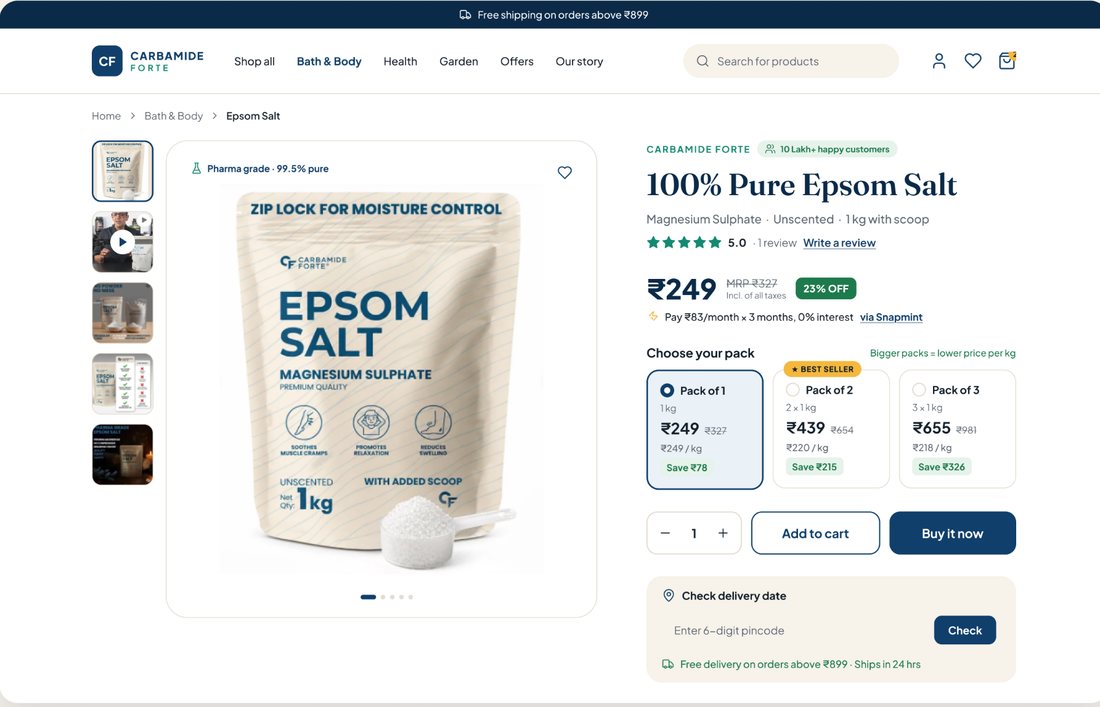 Free shipping on orders above ₹899
CF CARBAMIDE FORTE
Shop all
Bath & Body
Health
Garden
Offers
Our story
Search for products
Home > Bath & Body > Epsom Salt
EPSOM
SALT
Pharma grade · 99.5% pure
ZIP LOCK FOR MOISTURE CONTROL
CF CARBAMIDE
FORTE®
EPSOM
SALT
MAGNESIUM SULPHATE
PREMIUM QUALITY
SOOTHES
MUSCLE CRAMPS
PROMOTES
RELAXATION
REDUCES
SWELLING
UNSCENTED
Net
Qty: 1kg
WITH ADDED SCOOP
CF
CARBAMIDE FORTE
10 Lakh+ happy customers
100% Pure Epsom Salt
Magnesium Sulphate · Unscented · 1 kg with scoop
5.0 · 1 review Write a review
₹249 MRP ₹327
Incl. of all taxes
23% OFF
Pay ₹83/month × 3 months, 0% interest via Snapmint
Choose your pack
Bigger packs = lower price per kg
Pack of 1
1 kg
₹249 ₹327
₹249 / kg
Save ₹78
★ BEST SELLER
Pack of 2
2 × 1 kg
₹439 ₹654
₹220 / kg
Save ₹215
Pack of 3
3 × 1 kg
₹655 ₹981
₹218 / kg
Save ₹326
− 1 +
Add to cart
Buy it now
Check delivery date
Enter 6–digit pincode
Check
Free delivery on orders above ₹899 · Ships in 24 hrs